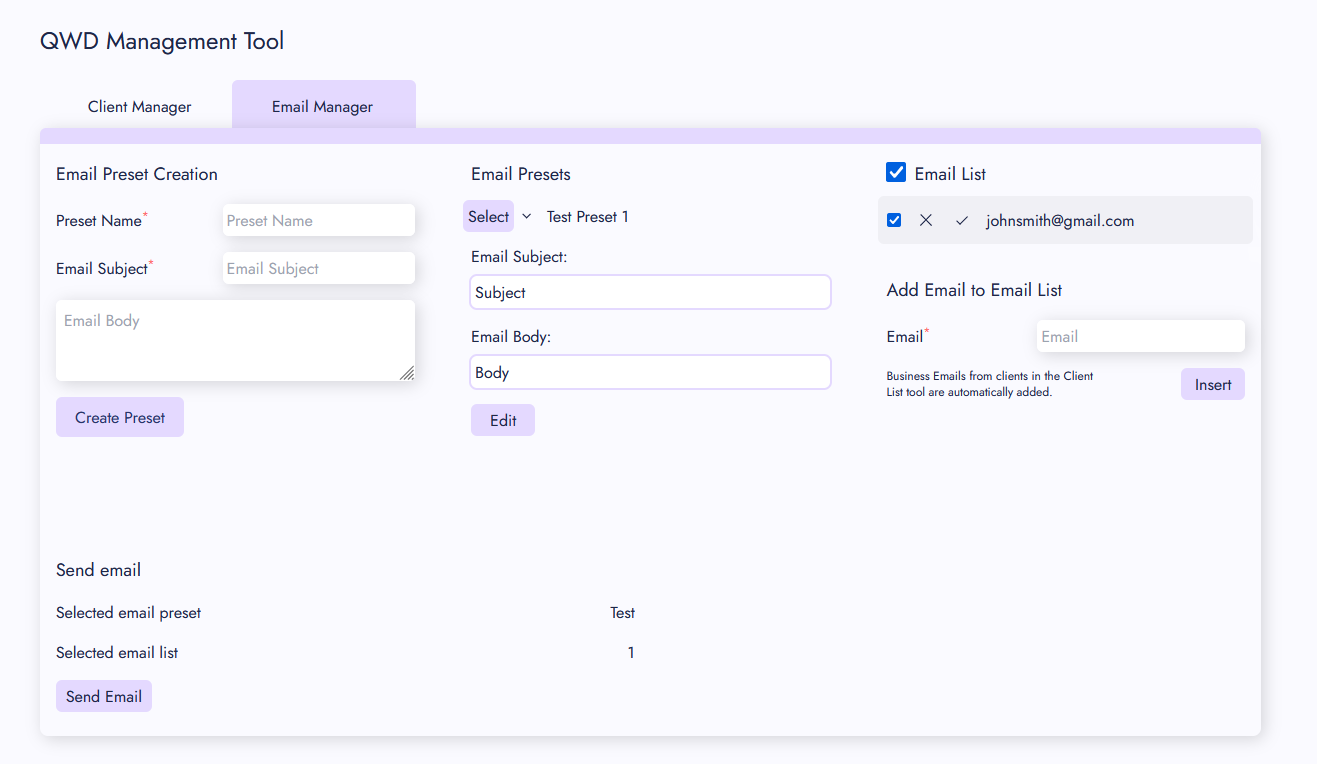 QWD Management Tool
Client Manager
Email Manager
Email Preset Creation
Preset Name*
Preset Name
Email Subject*
Email Subject
Email Body
Create Preset
Email Presets
Select
Test Preset 1
Email Subject:
Subject
Email Body:
Body
Edit
Email List
johnsmith@gmail.com
Add Email to Email List
Email*
Email
Business Emails from clients in the Client
List tool are automatically added.
Insert
Send email
Selected email preset
Test
Selected email list
1
Send Email